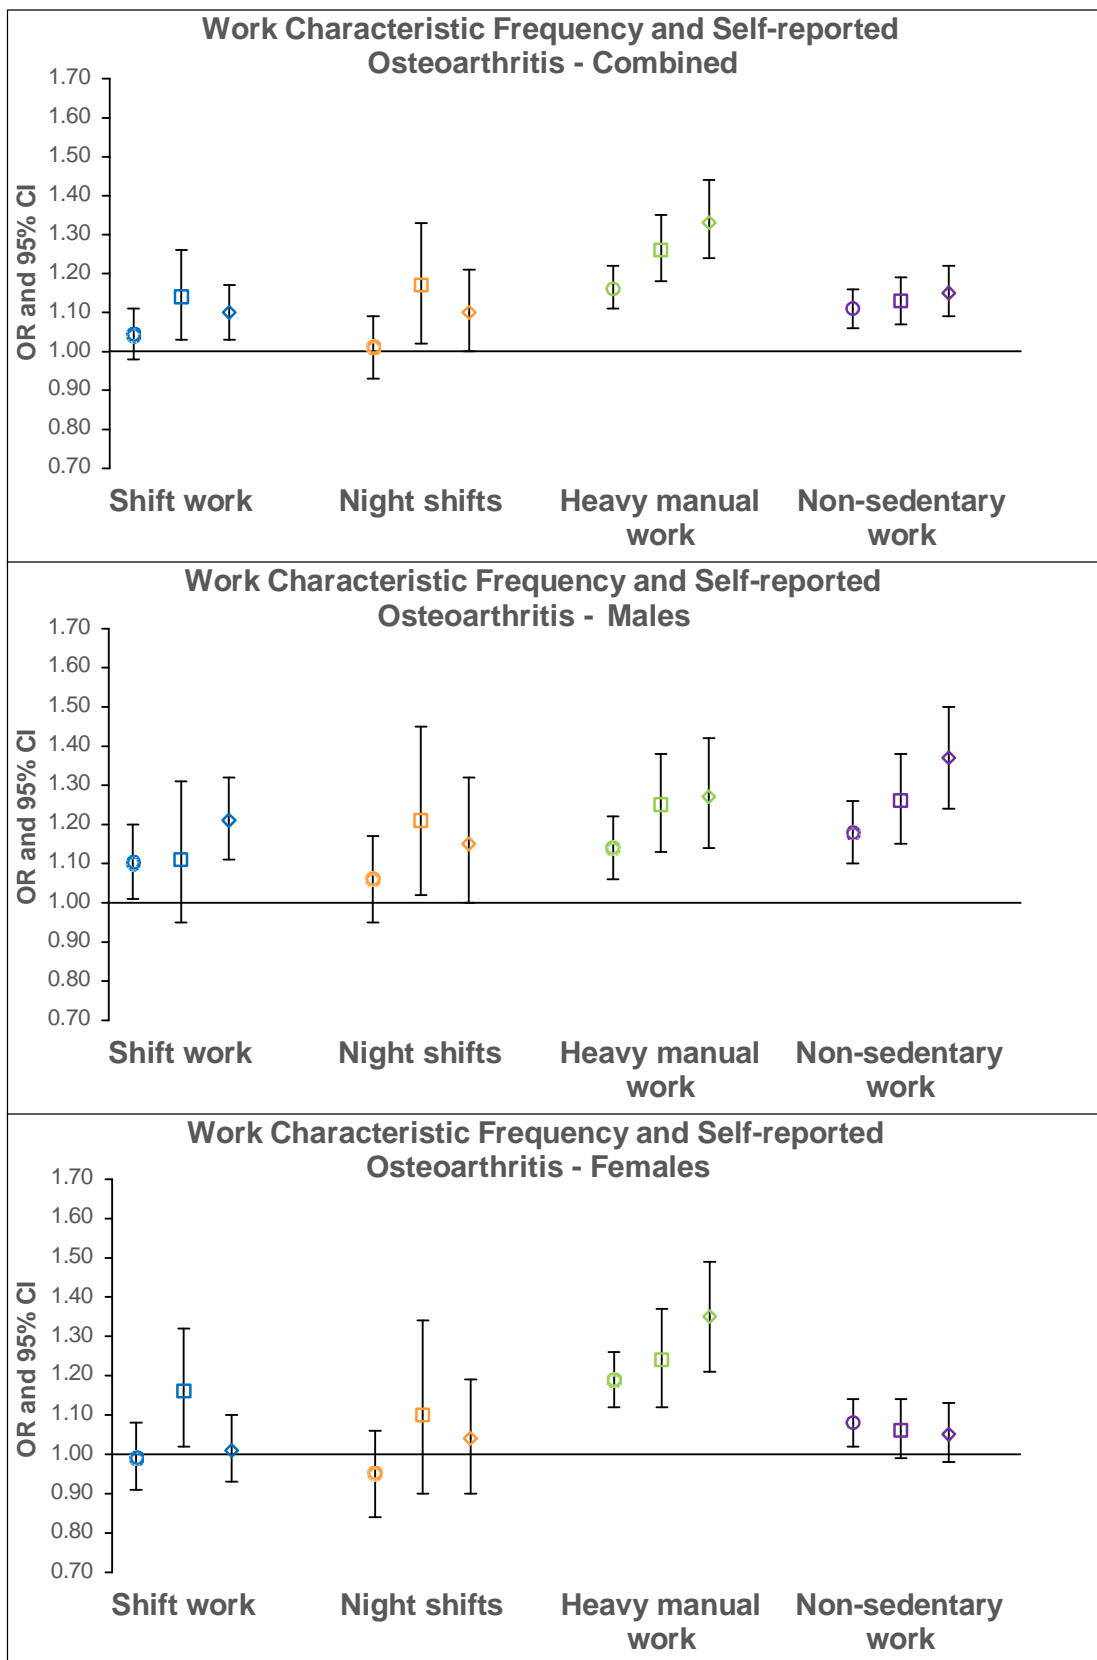 Work Characteristic Frequency and Self-reported
Osteoarthritis - Combined
OR and 95% CI
1.70
1.60
1.50
1.40
1.30
1.20
1.10
1.00
0.90
0.80
0.70
Shift work
Night shifts
Heavy manual
work
Non-sedentary
work
Work Characteristic Frequency and Self-reported
Osteoarthritis -  Males
OR and 95% CI
1.70
1.60
1.50
1.40
1.30
1.20
1.10
1.00
0.90
0.80
0.70
Shift work
Night shifts
Heavy manual
work
Non-sedentary
work
Work Characteristic Frequency and Self-reported
Osteoarthritis - Females
OR and 95% CI
1.70
1.60
1.50
1.40
1.30
1.20
1.10
1.00
0.90
0.80
0.70
Shift work
Night shifts
Heavy manual
work
Non-sedentary
work